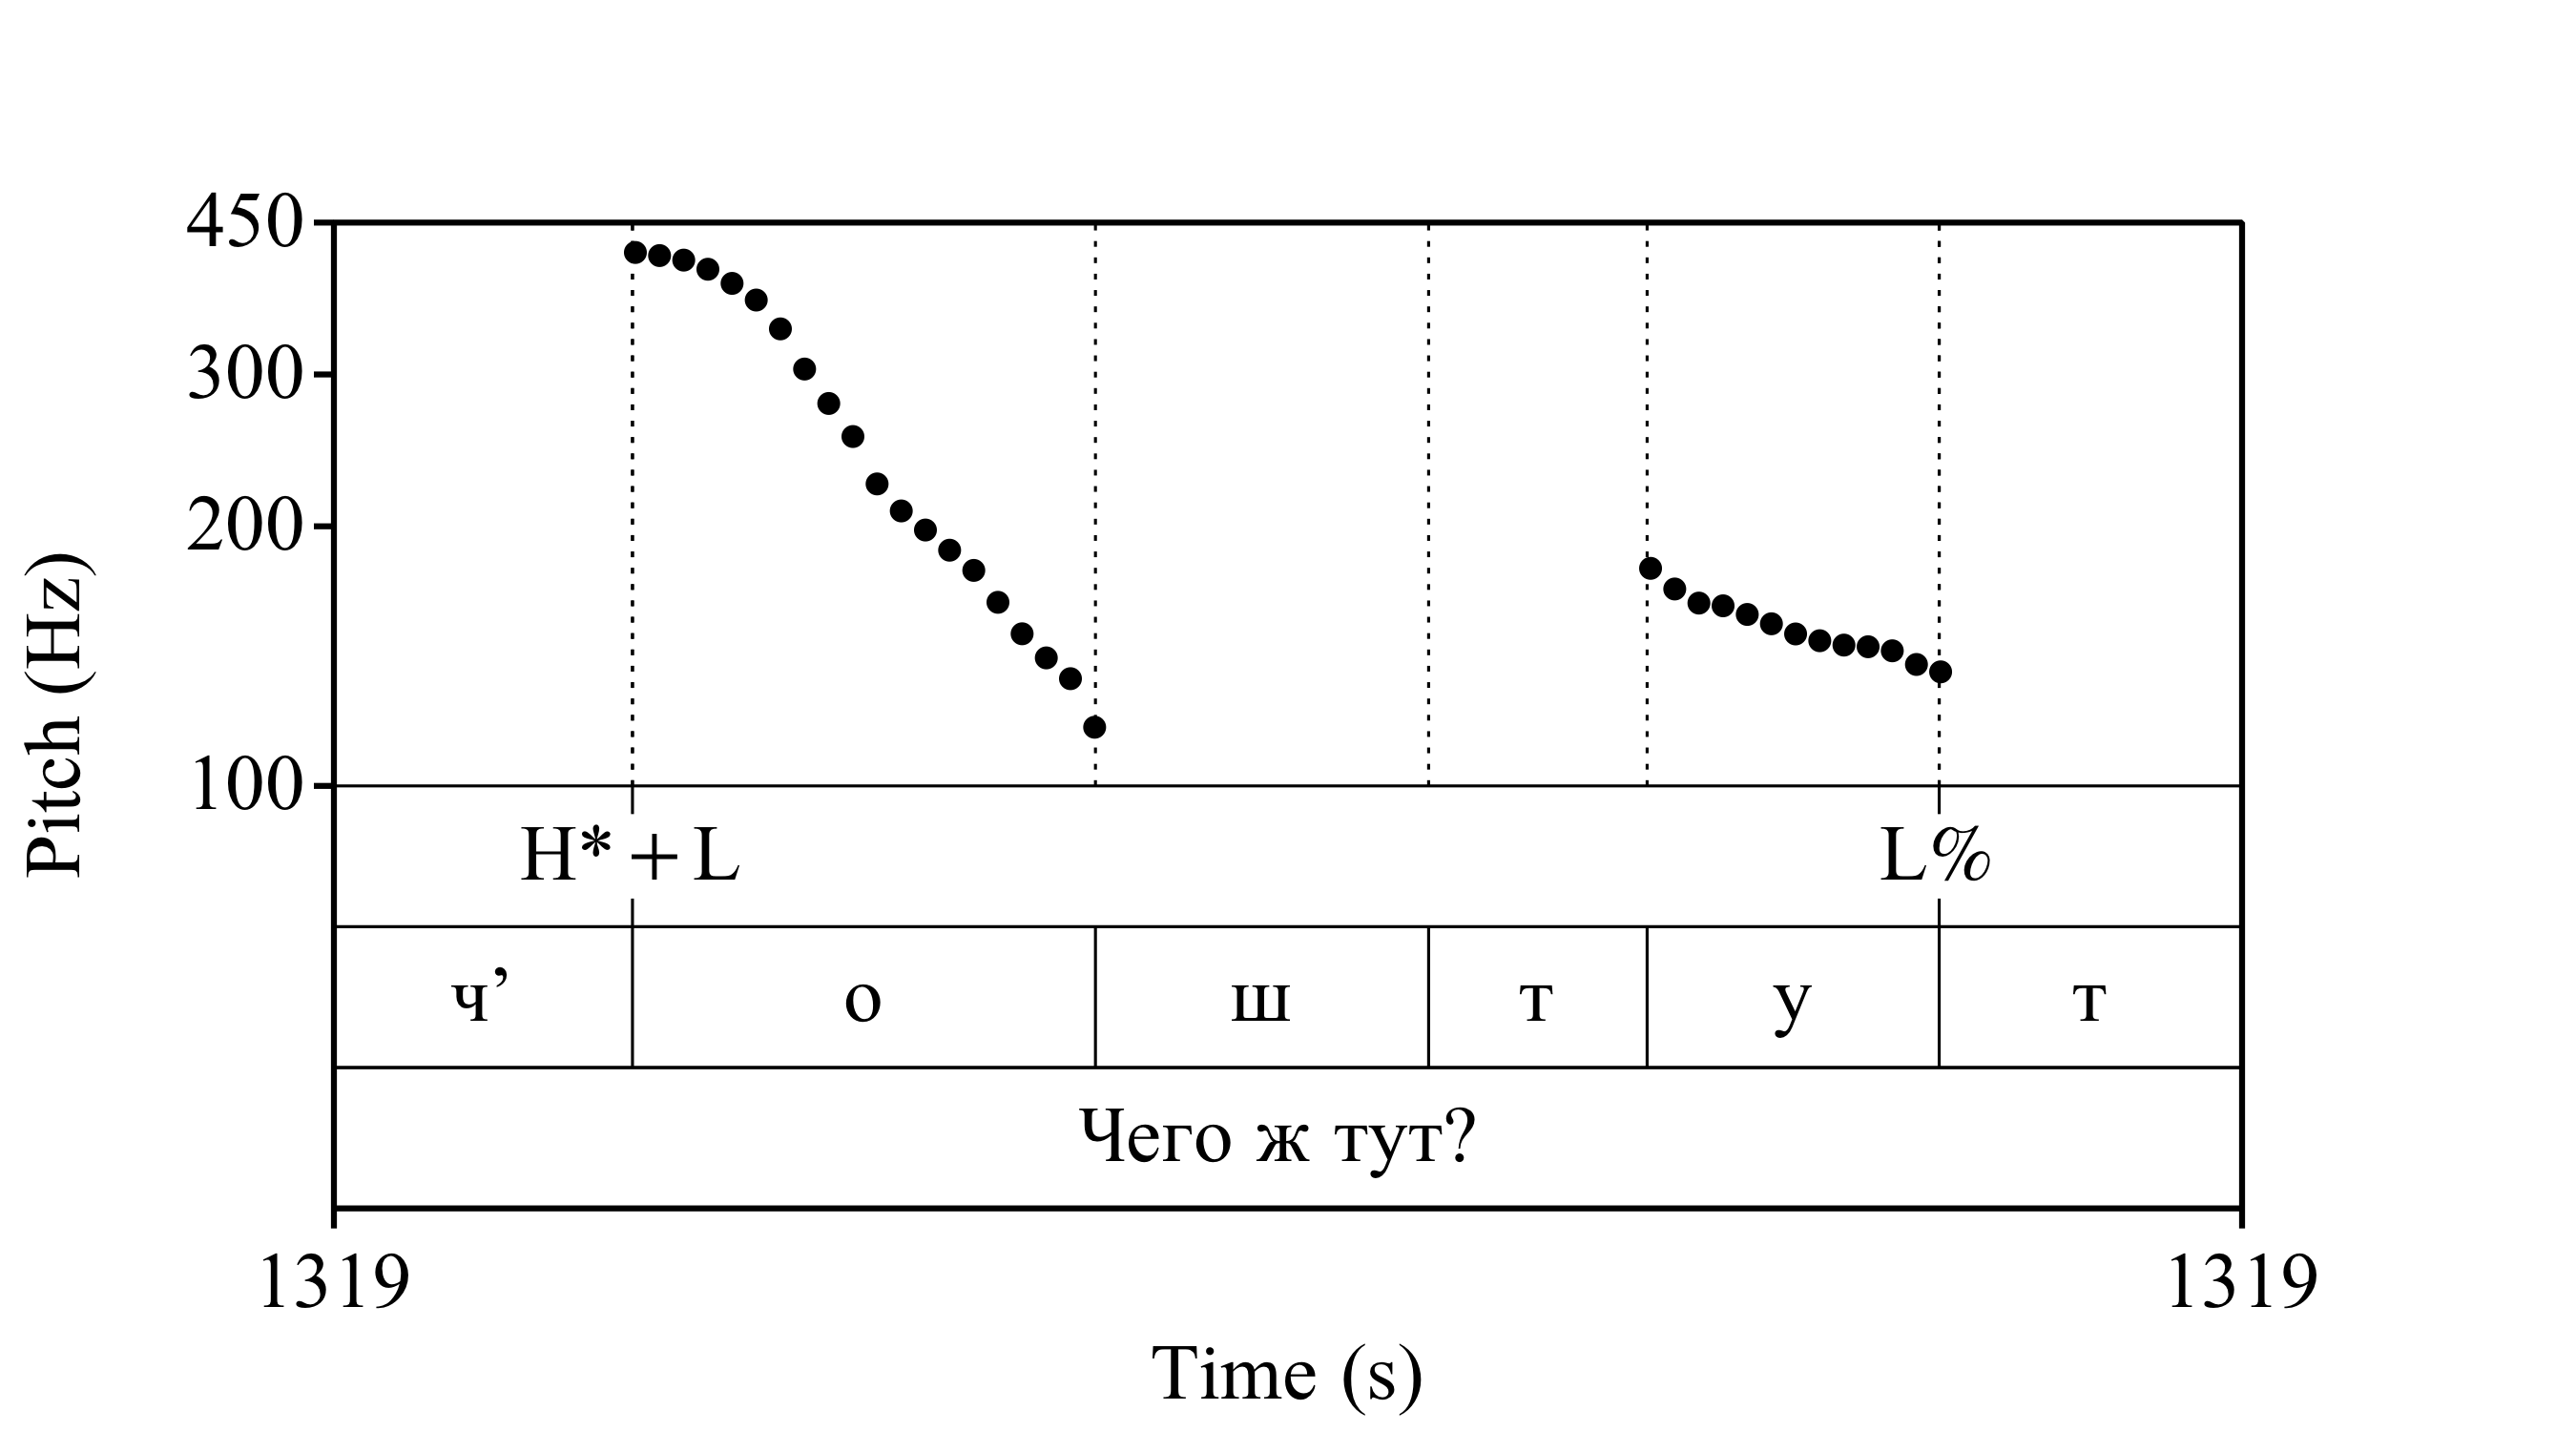 450
300
200
100
Pitch (Hz)
H*+L L%
ч’ о ш т у т
Чего ж тут?
1319 1319
Time (s)